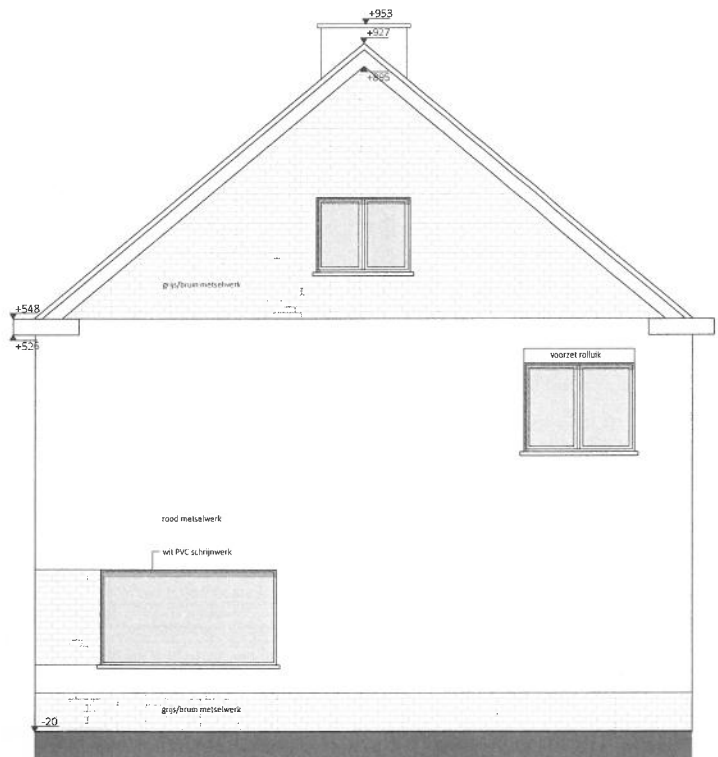 +953
+927
+895
grijs/bruin metselwerk
+548
+526
voorzet rolluik
rood metselwerk
wit PVC schrijnwerk
grijs/bruin metselwerk
-20